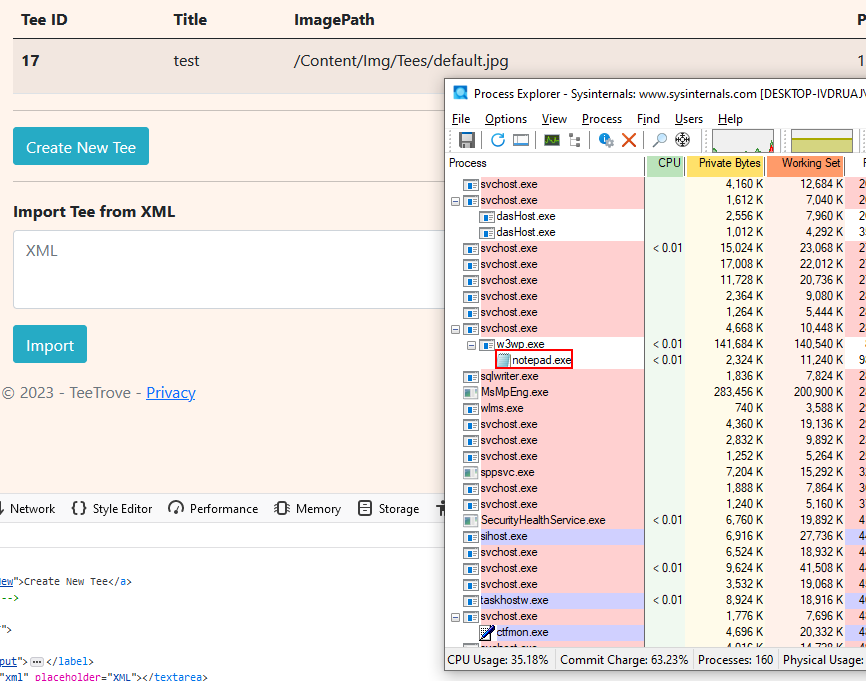 Tee ID Title ImagePath P
17 test /Content/Img/Tees/default.jpg 1
Create New Tee
Import Tee from XML
XML
Import
© 2023 - TeeTrove - Privacy
Network Style Editor Performance Memory Storage
ew">Create New Tee</a>
-->
">
put"> </label>
"xml" placeholder="XML"></textarea>
Process Explorer - Sysinternals: www.sysinternals.com [DESKTOP-IVDRUAJV
File Options View Process Find Users Help
Process CPU Private Bytes Working Set
svchost.exe 4,160 K 12,684 K 2
svchost.exe 1,612 K 7,040 K
dasHost.exe 2,556 K 7,960 K
dasHost.exe 1,012 K 4,292 K
svchost.exe < 0.01 15,024 K 23,068 K
svchost.exe 17,008 K 22,012 K
svchost.exe 11,728 K 20,736 K
svchost.exe 2,364 K 9,080 K
svchost.exe 1,264 K 5,444 K
svchost.exe 4,668 K 10,448 K
w3wp.exe < 0.01 141,684 K 140,540 K
notepad.exe < 0.01 2,324 K 11,240 K
sqlwriter.exe 1,836 K 7,824 K
MsMpEng.exe 283,456 K 200,900 K
wlms.exe 740 K 3,588 K
svchost.exe 4,360 K 19,136 K
svchost.exe 2,832 K 9,892 K
svchost.exe 1,252 K 5,264 K
sppsvc.exe 7,204 K 15,292 K
svchost.exe 1,888 K 7,864 K
svchost.exe 1,240 K 5,160 K
SecurityHealthService.exe < 0.01 6,760 K 19,892 K
sihost.exe 6,916 K 27,736 K
svchost.exe 6,524 K 18,932 K
svchost.exe < 0.01 9,624 K 41,508 K
svchost.exe 3,532 K 19,068 K
taskhostw.exe < 0.01 8,924 K 18,916 K
svchost.exe 1,776 K 7,696 K
ctfmon.exe 4,696 K 20,332 K
CPU Usage: 35.18% Commit Charge: 63.23% Processes: 160 Physical Usage: